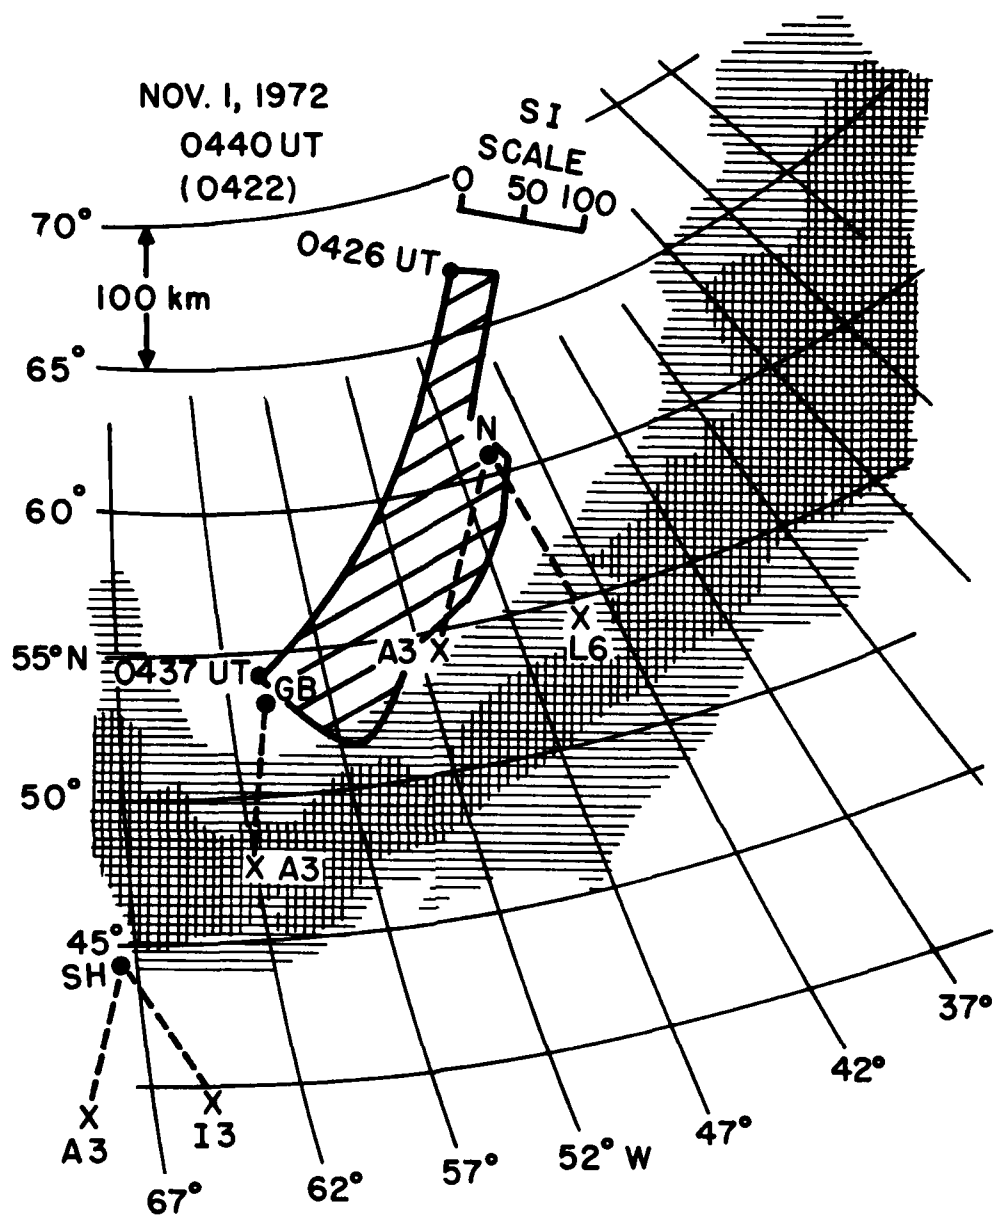 NOV. 1, 1972
0440 UT
(0422)
SI
SCALE
0 50 100
70°
0426 UT
100 km
65°
N
60°
55°N
0437 UT
GB
A3
L6
50°
A3
45°
SH
37°
42°
A3
I3
47°
52° W
57°
62°
67°